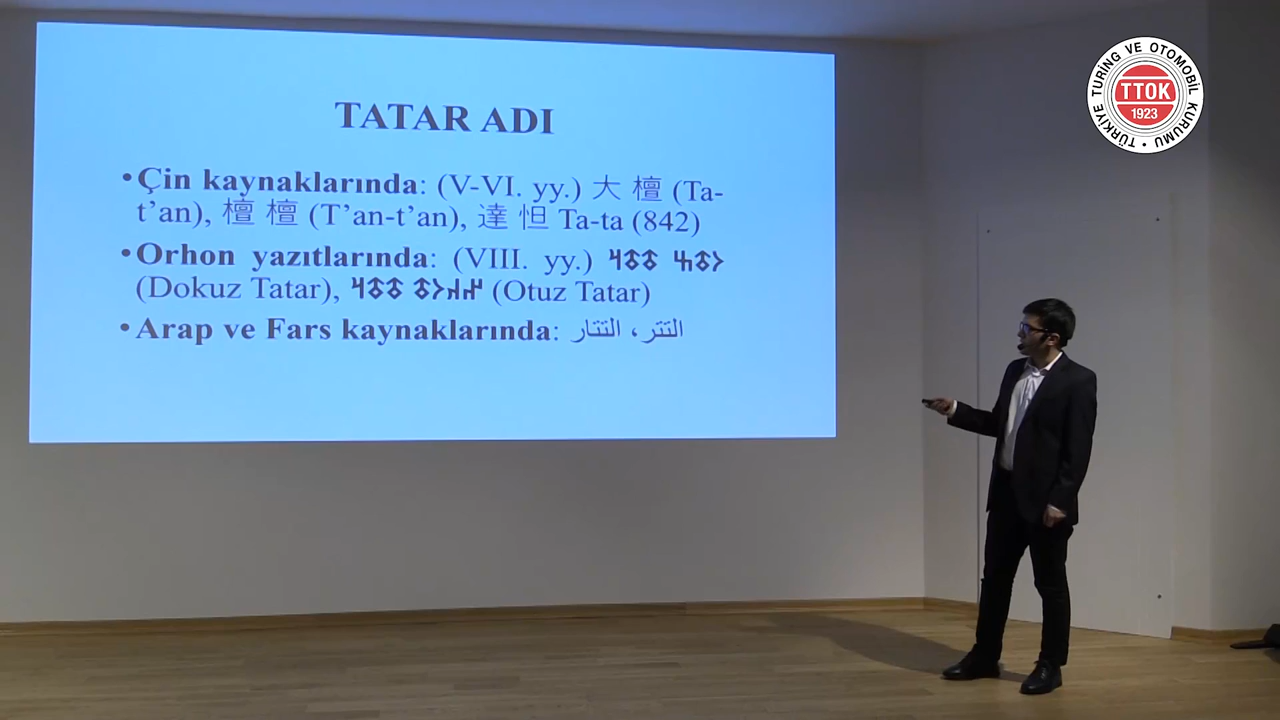 TATAR ADI
•Çin kaynaklarında: (V-VI. yy.) 大 檀 (Ta-
t’an), 檀 檀 (T’an-t’an), 達 怛 Ta-ta (842)
•Orhon yazıtlarında: (VIII. yy.)
(Dokuz Tatar), (Otuz Tatar)
•Arap ve Fars kaynaklarında: التتر ، التتار
TÜRKİYE TURİNG VE OTOMOBİL KURUMU
TTOK
1923